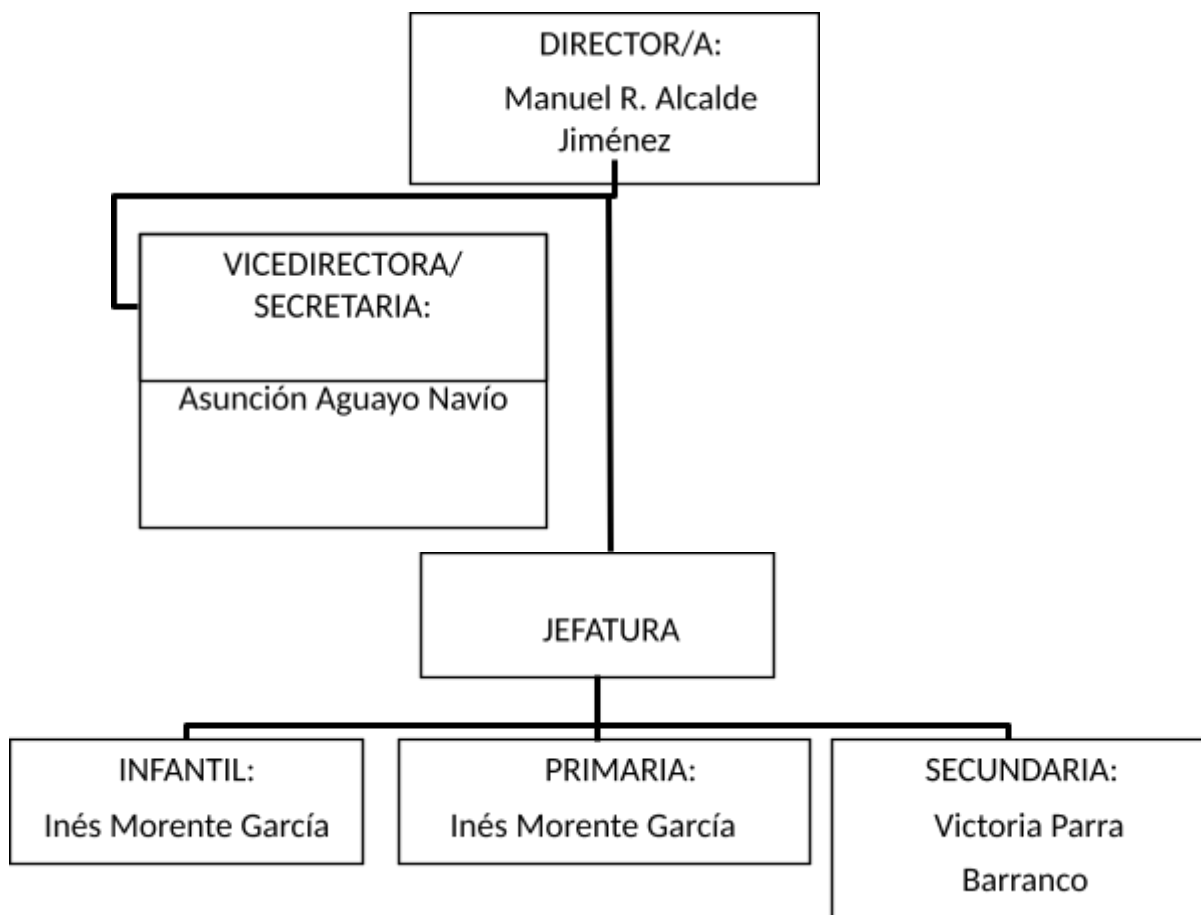 DIRECTOR/A:
Manuel R. Alcalde
Jiménez
VICEDIRECTORA/
SECRETARIA:
Asunción Aguayo Navío
JEFATURA
INFANTIL:
Inés Morente García
PRIMARIA:
Inés Morente García
SECUNDARIA:
Victoria Parra
Barranco